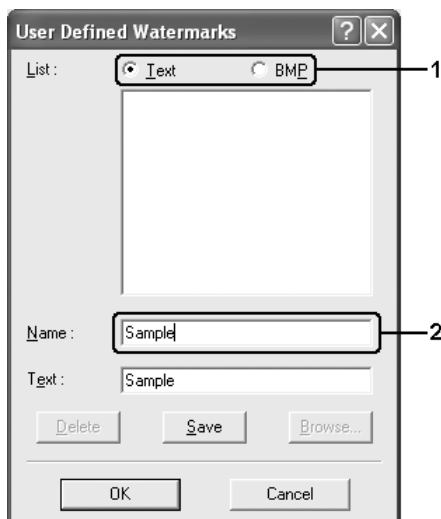 User Defined Watermarks ? X
List : Text BMP 1
Name : Sample 2
Text : Sample
Delete Save Browse...
OK Cancel